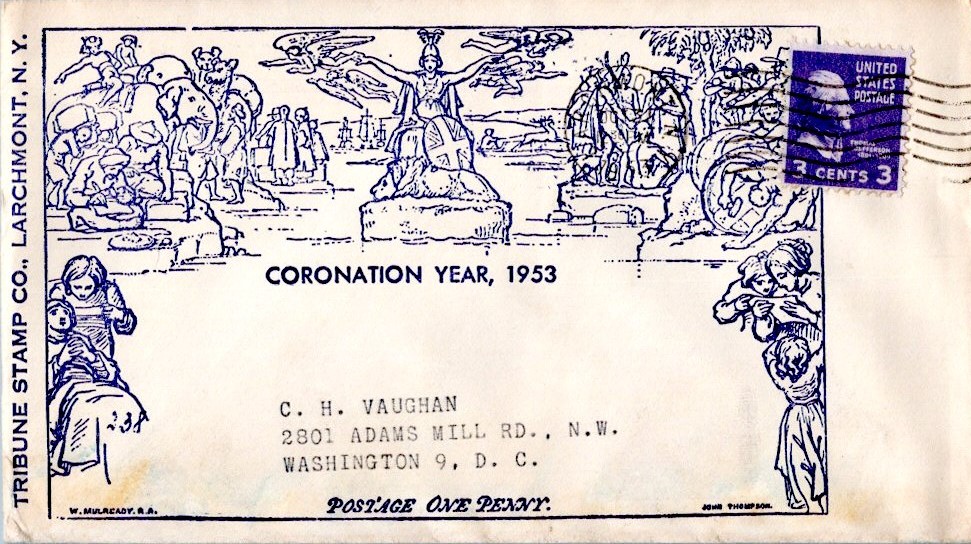 TRIBUNE STAMP CO., LARCHMONT, N. Y.
UNITED
STATES
POSTAGE
THOMAS
JEFFERSON
3 CENTS 3
CORONATION YEAR, 1953
238
C. H. VAUGHAN
2801 ADAMS MILL RD., N.W.
WASHINGTON 9, D. C.
POSTAGE ONE PENNY.
W. MULREADY. R.A.
JOHN THOMPSON.